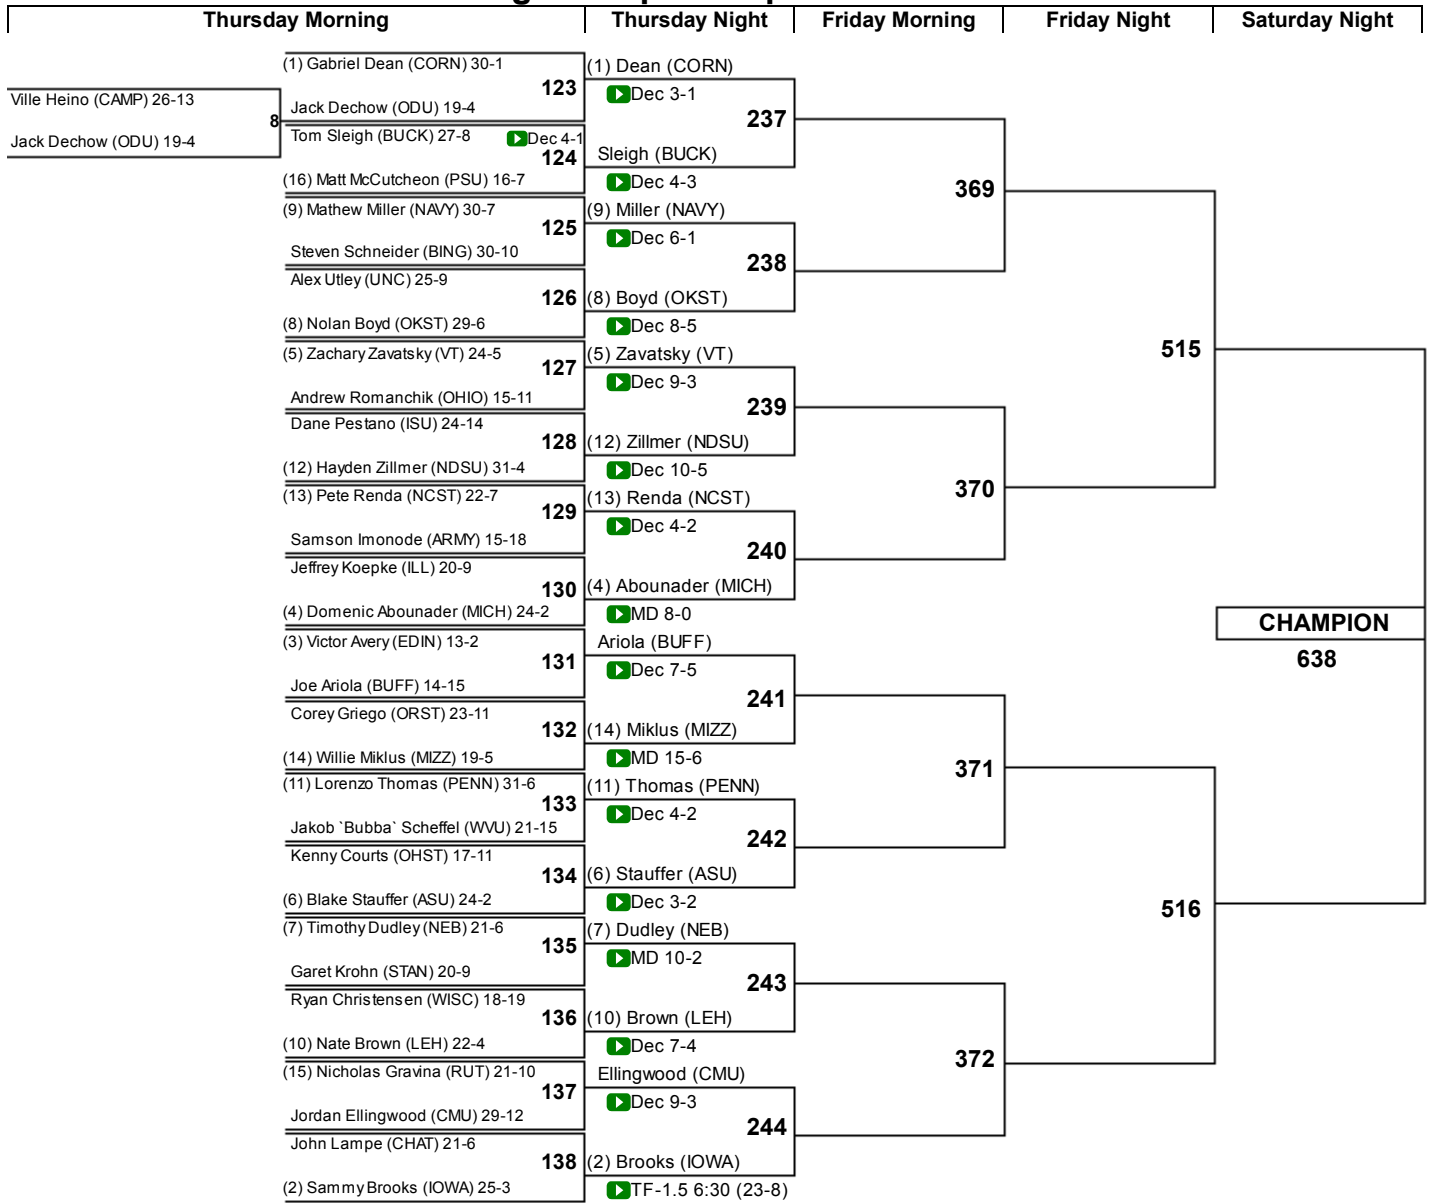 Thursday Morning
Thursday Night
Friday Morning
Friday Night
Saturday Night
Ville Heino (CAMP) 26-13
8
Jack Dechow (ODU) 19-4
(1) Gabriel Dean (CORN) 30-1
123
Jack Dechow (ODU) 19-4
Tom Sleigh (BUCK) 27-8
Dec 4-1
124
(16) Matt McCutcheon (PSU) 16-7
(9) Mathew Miller (NAVY) 30-7
125
Steven Schneider (BING) 30-10
Alex Utley (UNC) 25-9
126
(8) Nolan Boyd (OKST) 29-6
(5) Zachary Zavatsky (VT) 24-5
127
Andrew Romanchik (OHIO) 15-11
Dane Pestano (ISU) 24-14
128
(12) Hayden Zillmer (NDSU) 31-4
(13) Pete Renda (NCST) 22-7
129
Samson Imonode (ARMY) 15-18
Jeffrey Koepke (ILL) 20-9
130
(4) Domenic Abounader (MICH) 24-2
(3) Victor Avery (EDIN) 13-2
131
Joe Ariola (BUFF) 14-15
Corey Griego (ORST) 23-11
132
(14) Willie Miklus (MIZZ) 19-5
(11) Lorenzo Thomas (PENN) 31-6
133
Jakob `Bubba` Scheffel (WVU) 21-15
Kenny Courts (OHST) 17-11
134
(6) Blake Stauffer (ASU) 24-2
(7) Timothy Dudley (NEB) 21-6
135
Garet Krohn (STAN) 20-9
Ryan Christensen (WISC) 18-19
136
(10) Nate Brown (LEH) 22-4
(15) Nicholas Gravina (RUT) 21-10
137
Jordan Ellingwood (CMU) 29-12
John Lampe (CHAT) 21-6
138
(2) Sammy Brooks (IOWA) 25-3
(1) Dean (CORN)
Dec 3-1
237
Sleigh (BUCK)
Dec 4-3
(9) Miller (NAVY)
Dec 6-1
238
(8) Boyd (OKST)
Dec 8-5
(5) Zavatsky (VT)
Dec 9-3
239
(12) Zillmer (NDSU)
Dec 10-5
(13) Renda (NCST)
Dec 4-2
240
(4) Abounader (MICH)
MD 8-0
Ariola (BUFF)
Dec 7-5
241
(14) Miklus (MIZZ)
MD 15-6
(11) Thomas (PENN)
Dec 4-2
242
(6) Stauffer (ASU)
Dec 3-2
(7) Dudley (NEB)
MD 10-2
243
(10) Brown (LEH)
Dec 7-4
Ellingwood (CMU)
Dec 9-3
244
(2) Brooks (IOWA)
TF-1.5 6:30 (23-8)
369
370
371
372
515
516
CHAMPION
638